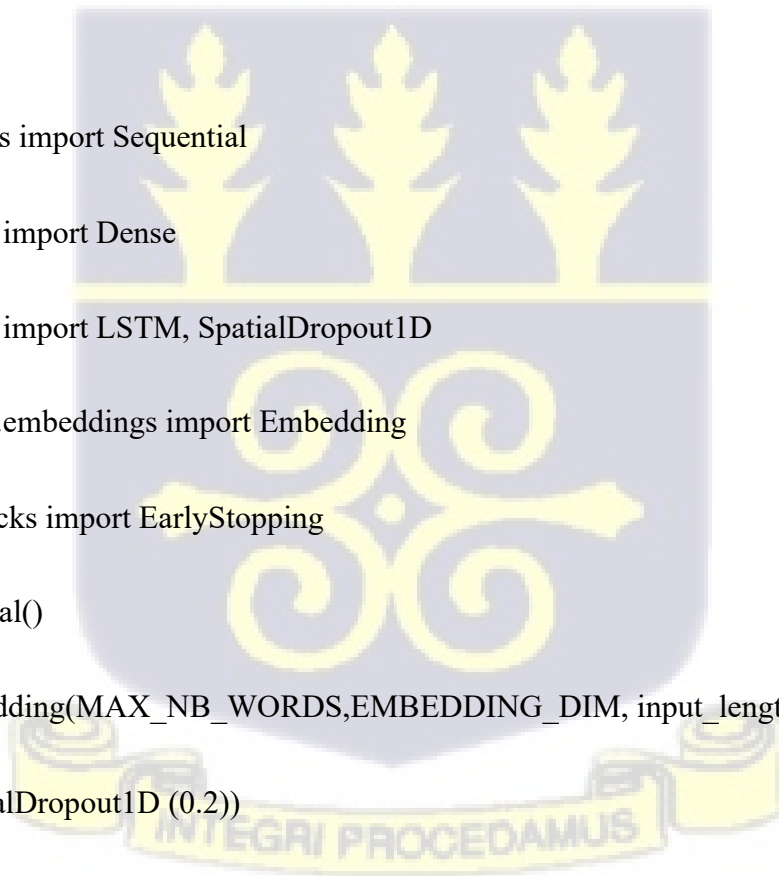 s import Sequential
import Dense
import LSTM, SpatialDropout1D
.embeddings import Embedding
cks import EarlyStopping
al()
dding(MAX_NB_WORDS,EMBEDDING_DIM, input_lengt
alDropout1D (0.2))
INTEGRI PROCEDAMUS